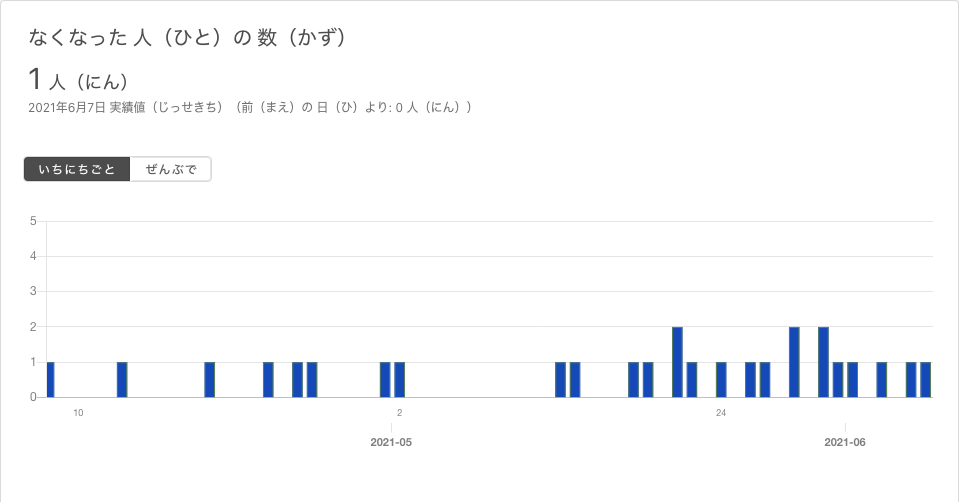 なくなった 人（ひと）の 数（かず）
1 人（にん）
2021年6月7日 実績値（じっせきち）（前（まえ）の 日（ひ）より: 0 人（にん））
いちにちごと ぜんぶで
5
4
3
2
1
0
10 2 24
2021-05 2021-06